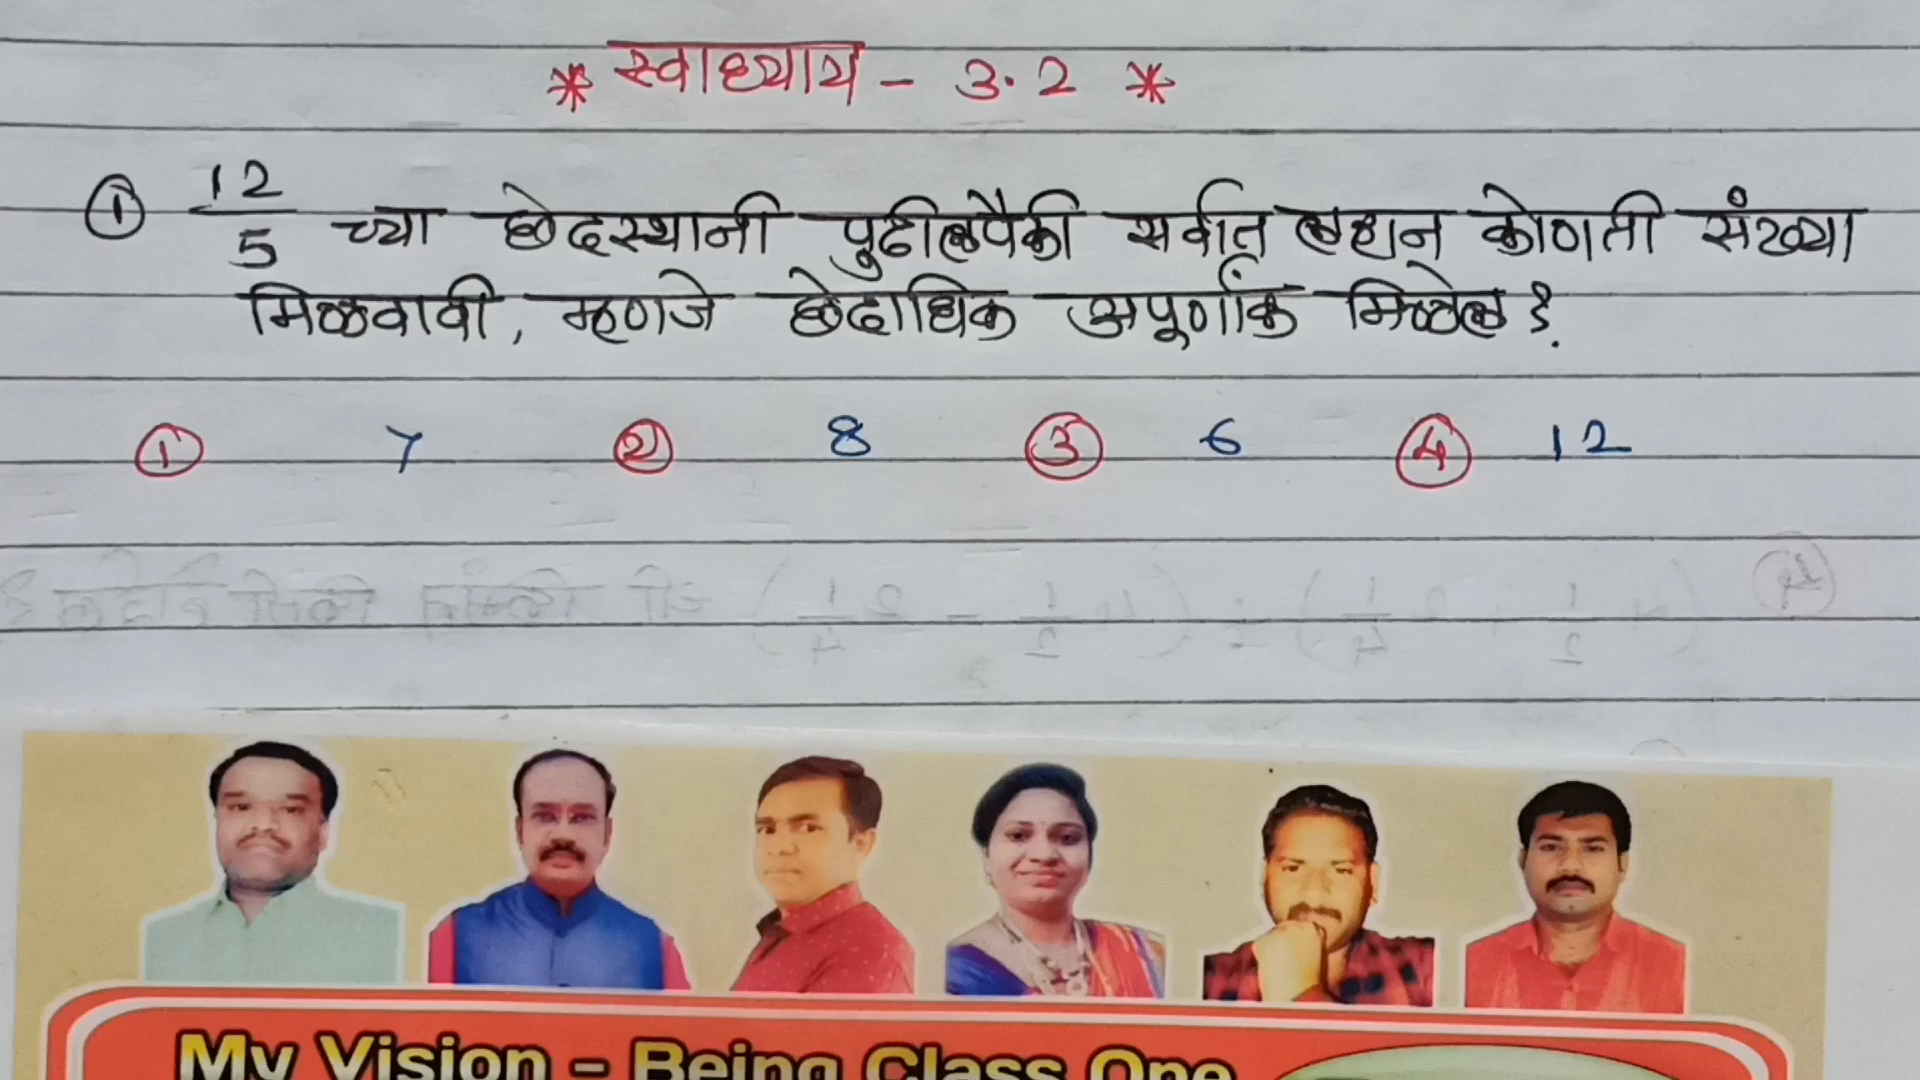 * स्वाध्याय - 3.2 *
① 12/5 च्या छेदस्थानी पुढीलपैकी सर्वात लहान कोणती संख्या
मिळवावी, म्हणजे छेदाधिक अपूर्णांक मिळेल ?
① 7 ② 8 ③ 6 ④ 12
My Vision - Being Class One